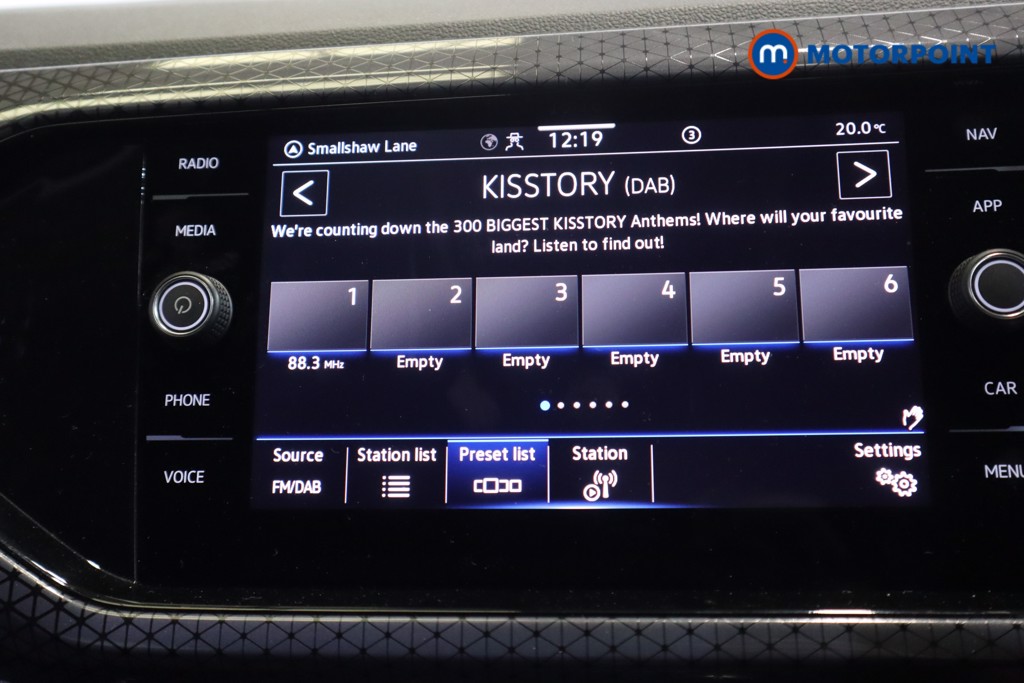 m MOTORPOINT
Smallshaw Lane 12:19 3 20.0°C
RADIO
NAV
< KISSTORY (DAB) >
MEDIA
APP
We're counting down the 300 BIGGEST KISSTORY Anthems! Where will your favourite
land? Listen to find out!
1 2 3 4 5 6
88.3 MHz Empty Empty Empty Empty Empty
PHONE
CAR
Source Station list Preset list Station Settings
FM/DAB
VOICE
MENU